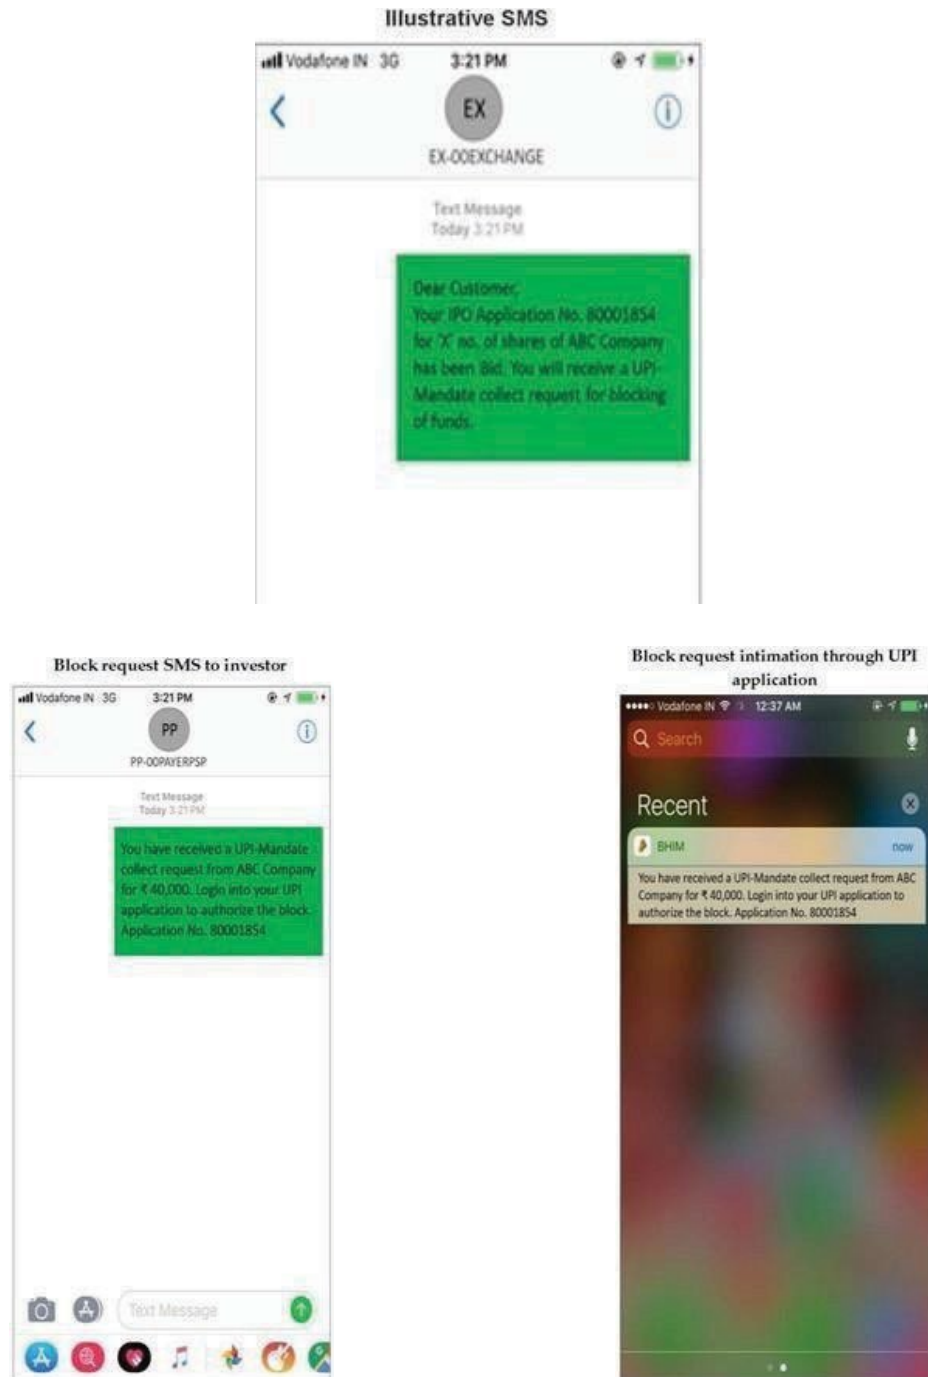 Illustrative SMS
Vodafone IN 3G 3:21 PM
EX
EX-00EXCHANGE
Text Message
Today 3:21 PM
Dear Customer,
Your IPO Application No. 80001854
for 'X' no. of shares of ABC Company
has been Bid. You will receive a UPI-
Mandate collect request for blocking
of funds.
Block request SMS to investor
Vodafone IN 3G 3:21 PM
PP
PP-00PAYERPSP
Text Message
Today 3:21 PM
You have received a UPI-Mandate
collect request from ABC Company
for ₹ 40,000. Login into your UPI
application to authorize the block.
Application No. 80001854
Text Message
Block request intimation through UPI
application
Vodafone IN 12:37 AM
Search
Recent
BHIM now
You have received a UPI-Mandate collect request from ABC
Company for ₹ 40,000. Login into your UPI application to
authorize the block. Application No. 80001854